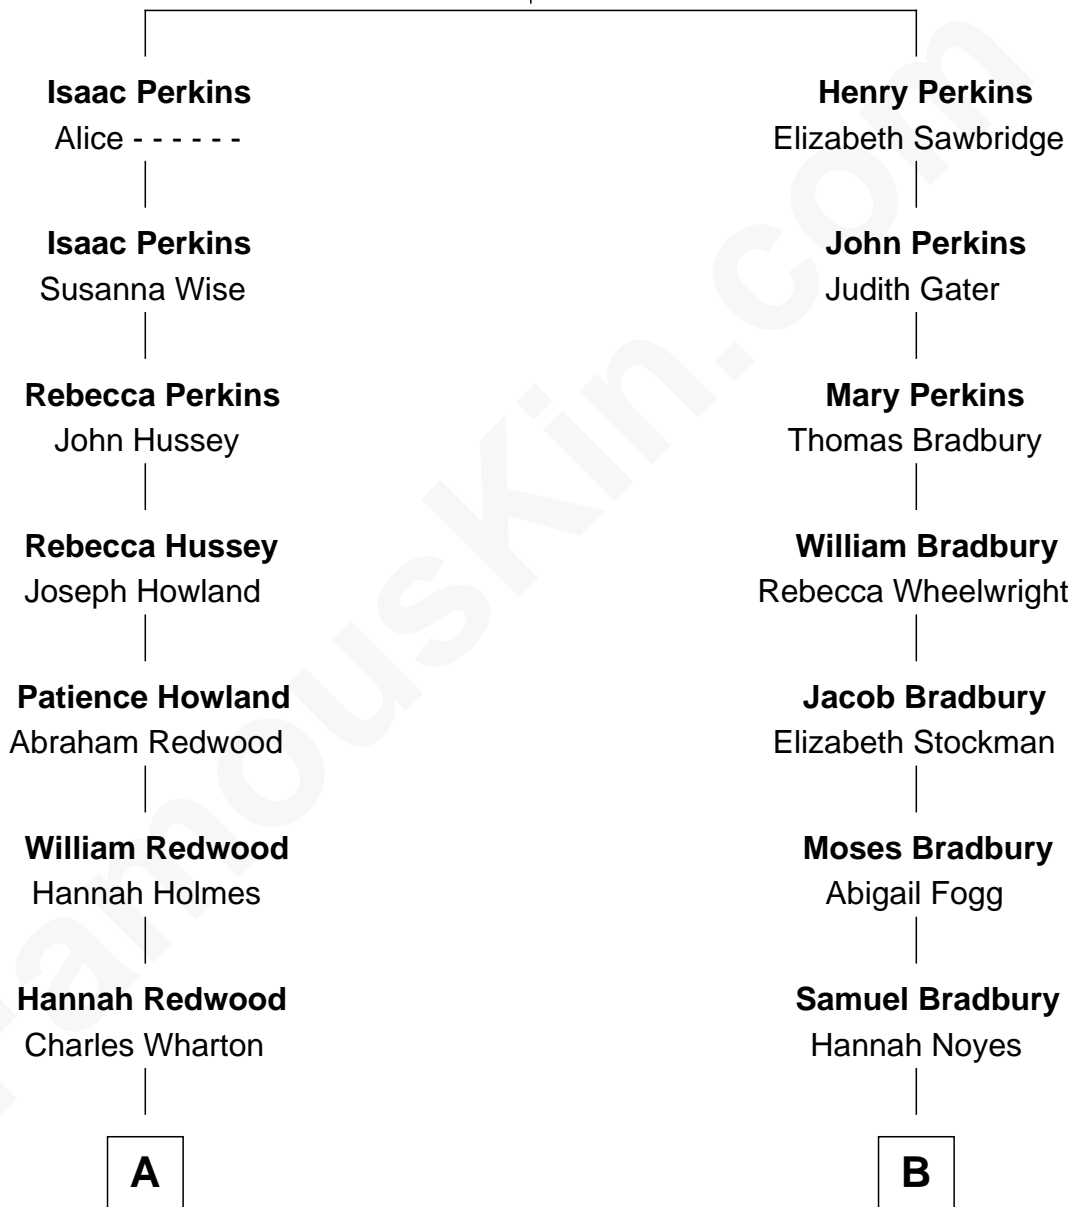 Isaac Perkins
Alice - - - - - -
Isaac Perkins
Susanna Wise
Rebecca Perkins
John Hussey
Rebecca Hussey
Joseph Howland
Patience Howland
Abraham Redwood
William Redwood
Hannah Holmes
Hannah Redwood
Charles Wharton
A
Henry Perkins
Elizabeth Sawbridge
John Perkins
Judith Gater
Mary Perkins
Thomas Bradbury
William Bradbury
Rebecca Wheelwright
Jacob Bradbury
Elizabeth Stockman
Moses Bradbury
Abigail Fogg
Samuel Bradbury
Hannah Noyes
B
FamousKin.com